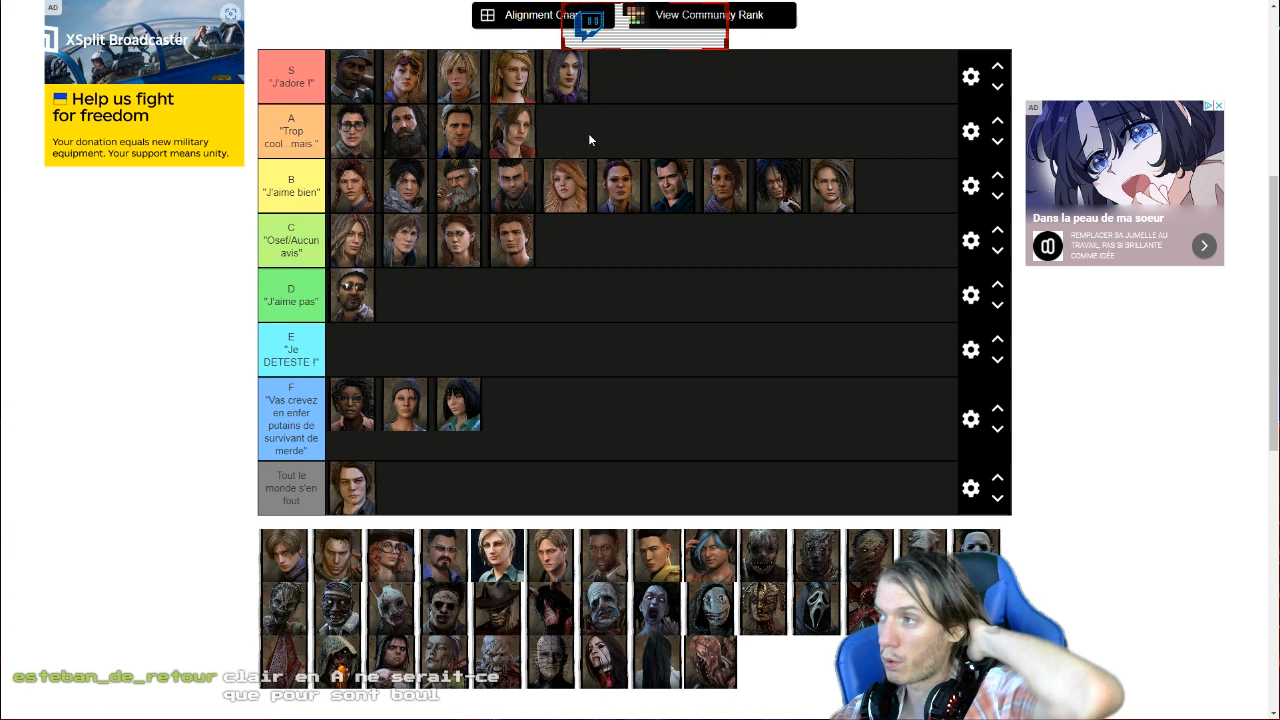 AD
XSplit Broadcaster
Help us fight
for freedom
Your donation equals new military
equipment. Your support means unity.
Alignment Cha
View Community Rank
S
"J'adore !"
A
"Trop
cool...mais "
B
"J'aime bien"
C
"Osef/Aucun
avis"
D
"J'aime pas"
E
"Je
DETESTE !"
F
"Vas crevez
en enfer
putains de
survivant de
merde"
Tout le
monde s'en
fout
AD
Dans la peau de ma soeur
REMPLACER SA JUMELLE AU
TRAVAIL, PAS SI BRILLANTE
COMME IDÉE
esteban_de_retour clair en A ne serait-ce
que pour sont boul